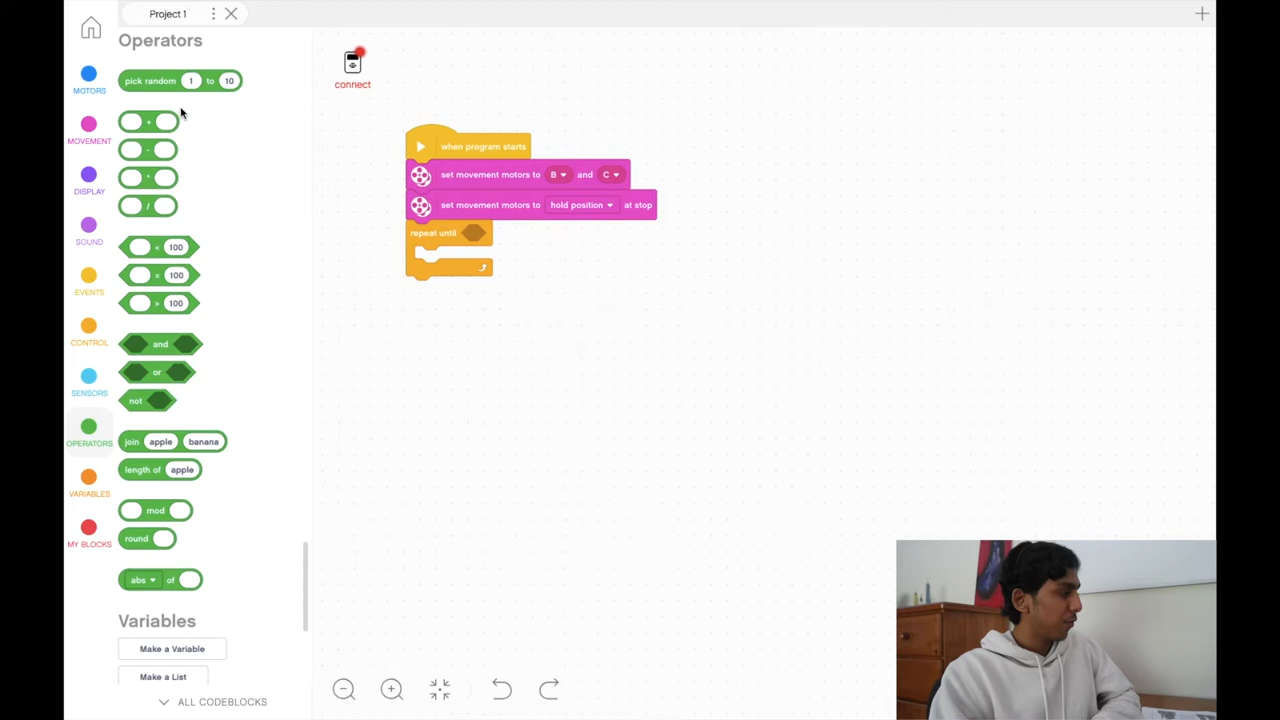 Project 1
Operators
pick random 1 to 10
+
-
*
/
< 100
= 100
> 100
and
or
not
join apple banana
length of apple
mod
round
abs of
Variables
Make a Variable
Make a List
ALL CODEBLOCKS
MOTORS
MOVEMENT
DISPLAY
SOUND
EVENTS
CONTROL
SENSORS
OPERATORS
VARIABLES
MY BLOCKS
connect
when program starts
set movement motors to B and C
set movement motors to hold position at stop
repeat until